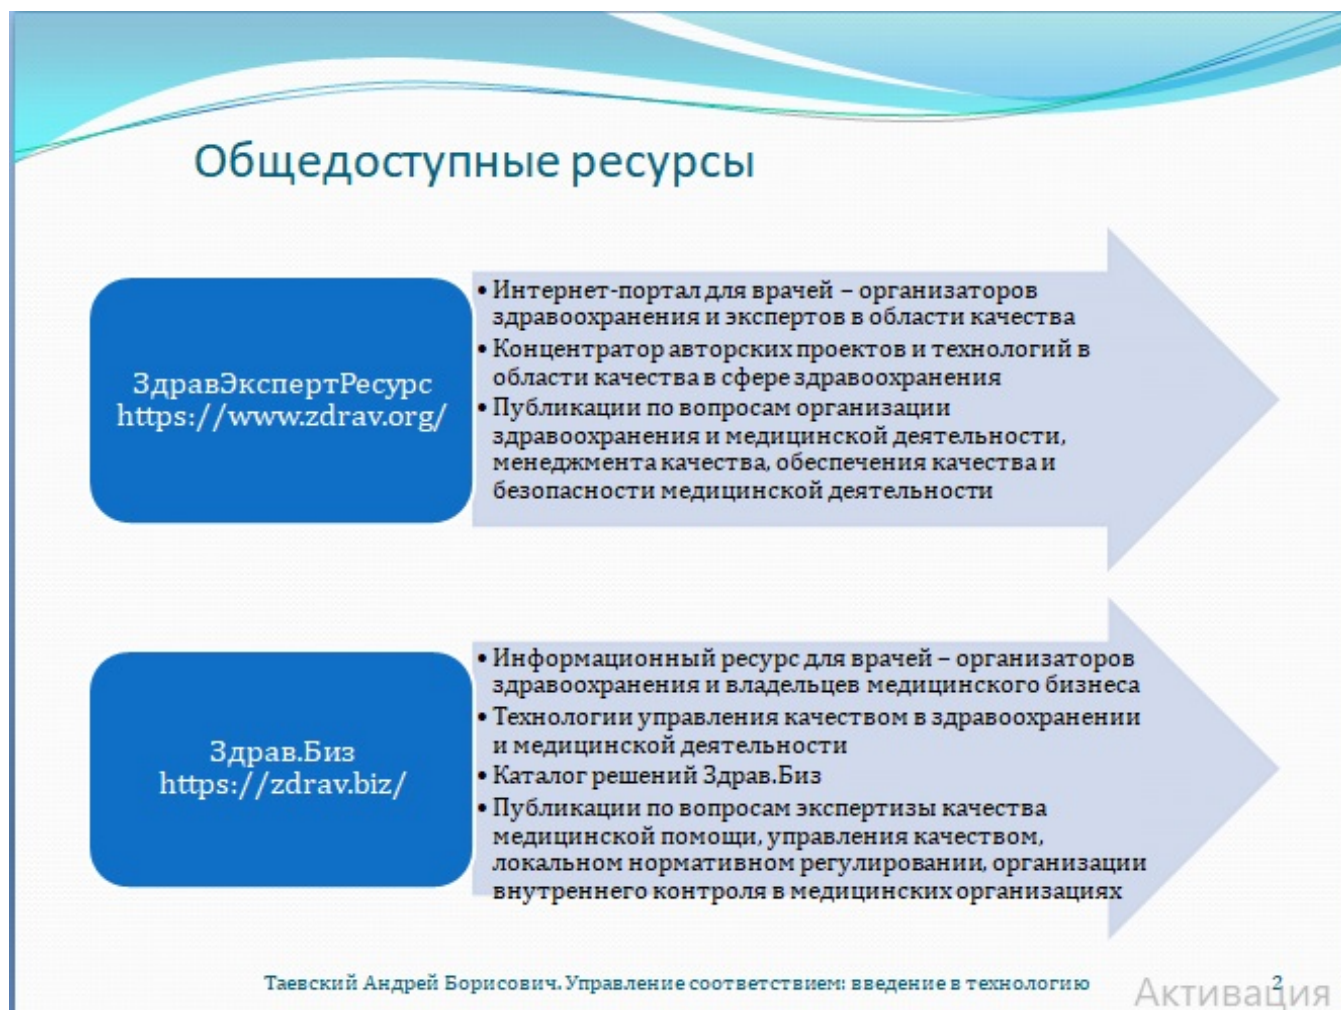 Общедоступные ресурсы
ЗдравЭкспертРесурс
https://www.zdrav.org/
• Интернет-портал для врачей – организаторов
здравоохранения и экспертов в области качества
• Концентратор авторских проектов и технологий в
области качества в сфере здравоохранения
• Публикации по вопросам организации
здравоохранения и медицинской деятельности,
менеджмента качества, обеспечения качества и
безопасности медицинской деятельности
Здрав.Биз
https://zdrav.biz/
• Информационный ресурс для врачей – организаторов
здравоохранения и владельцев медицинского бизнеса
• Технологии управления качеством в здравоохранении
и медицинской деятельности
• Каталог решений Здрав.Биз
• Публикации по вопросам экспертизы качества
медицинской помощи, управления качеством,
локальном нормативном регулировании, организации
внутреннего контроля в медицинских организациях
Таевский Андрей Борисович. Управление соответствием: введение в технологию
2
Активация